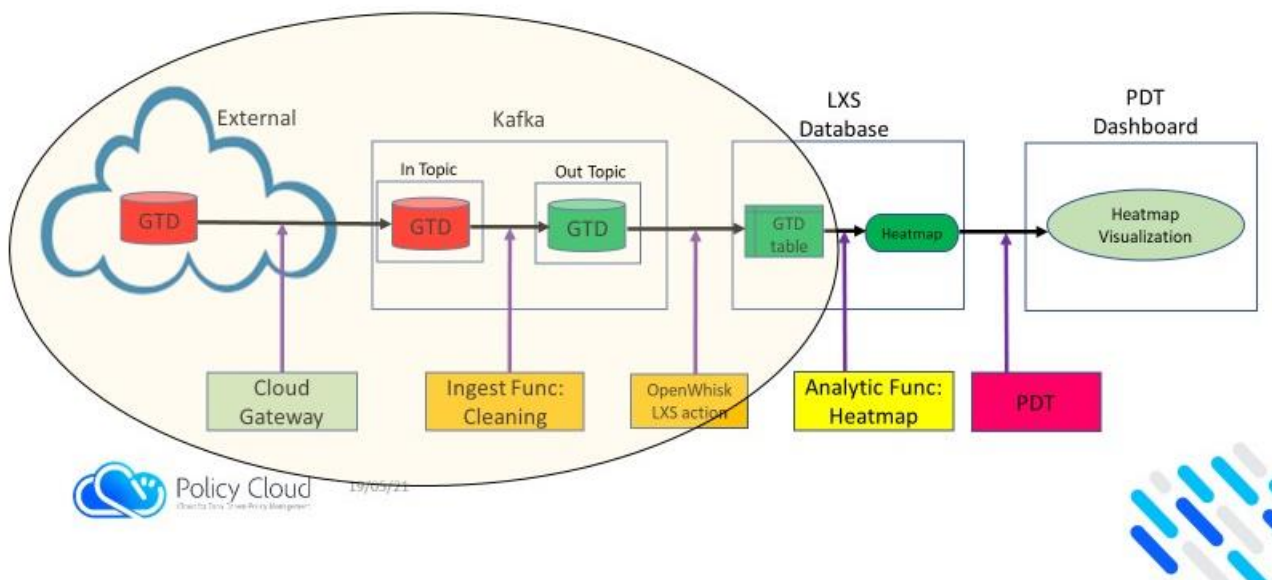 External
Kafka
LXS
Database
PDT
Dashboard
In Topic
Out Topic
GTD
GTD
GTD
GTD
table
Heatmap
Heatmap
Visualization
Cloud
Gateway
Ingest Func:
Cleaning
OpenWhisk
LXS action
Analytic Func:
Heatmap
PDT
Policy Cloud
19/05/21